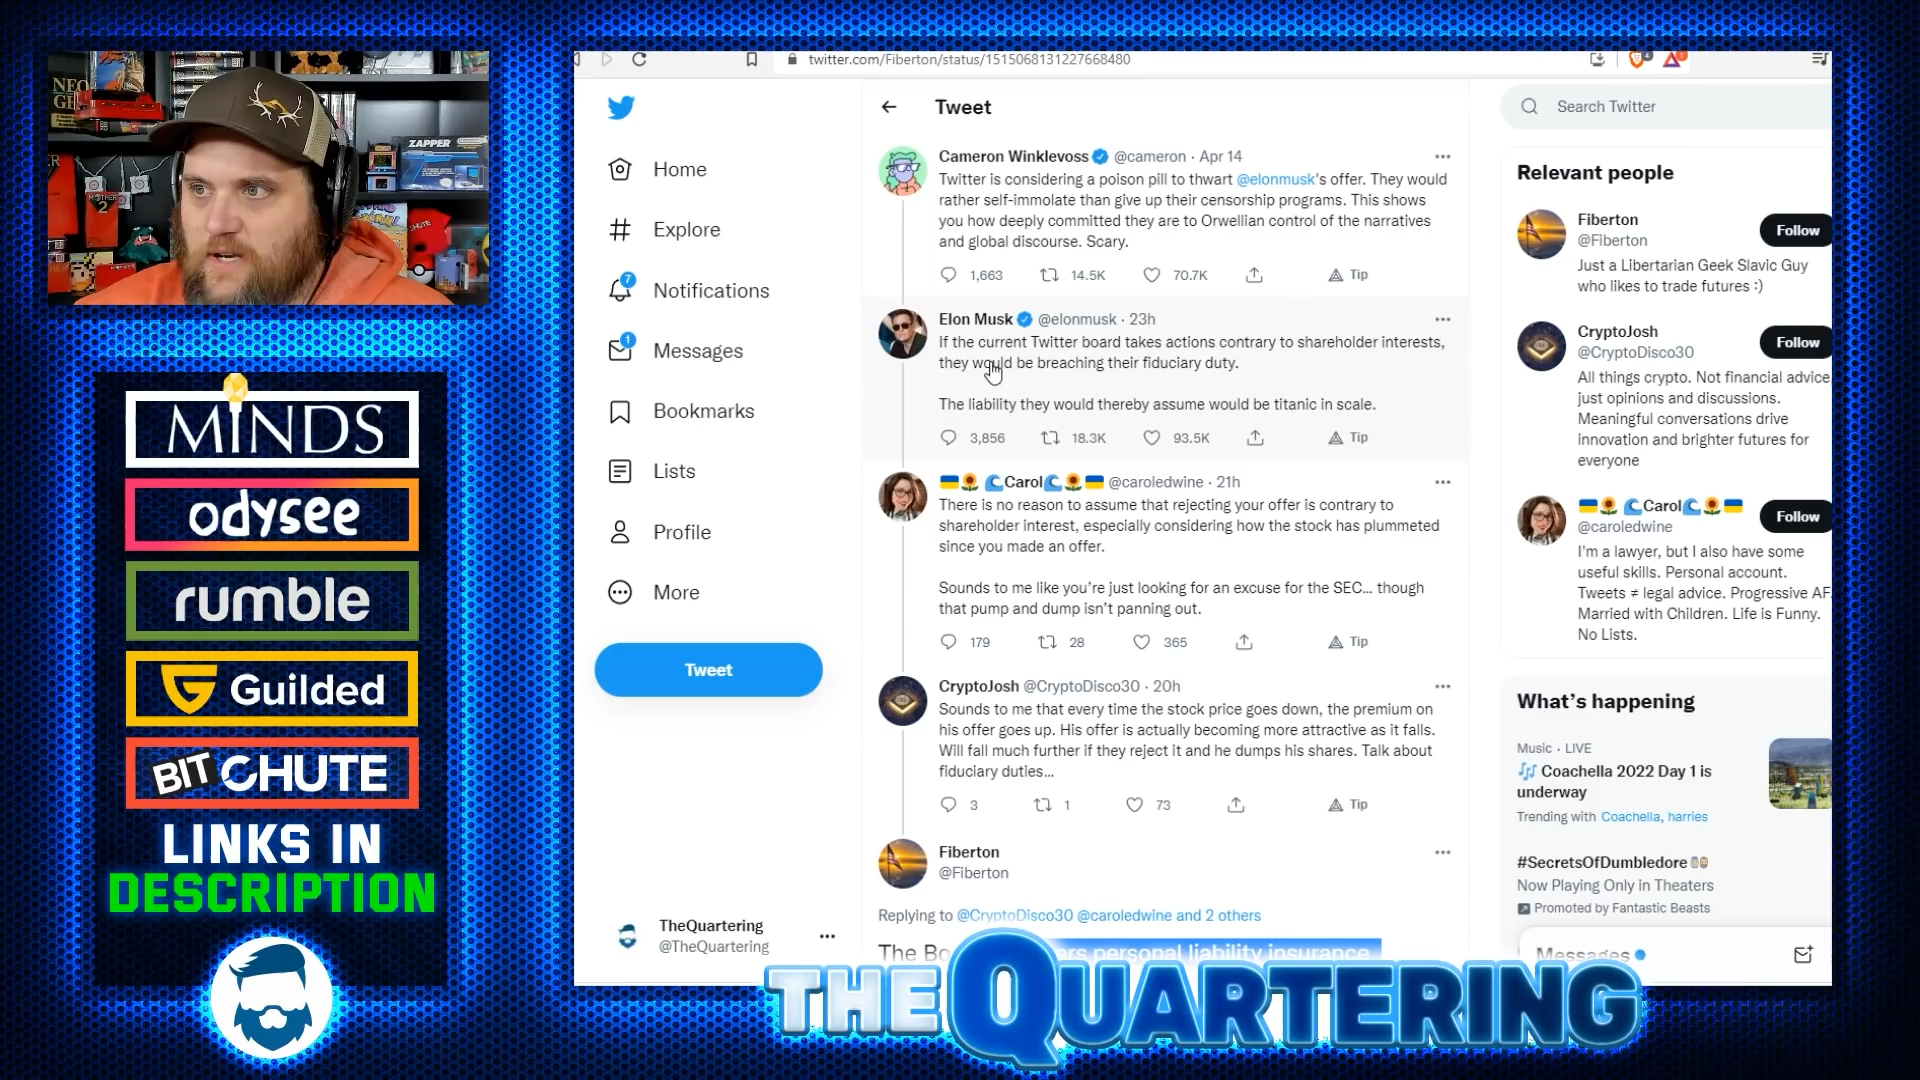 NEO
GE
ZAPPER
MOTHER
2
CHUTE
MINDS
odysee
rumble
Guilded
BITCHUTE
LINKS IN
DESCRIPTION
twitter.com/Fiberton/status/1515068131227668480
Home
Explore
7
Notifications
1
Messages
Bookmarks
Lists
Profile
More
Tweet
TheQuartering
@TheQuartering
Tweet
Cameron Winklevoss @cameron · Apr 14
Twitter is considering a poison pill to thwart @elonmusk's offer. They would
rather self-immolate than give up their censorship programs. This shows
you how deeply committed they are to Orwellian control of the narratives
and global discourse. Scary.
1,663 14.5K 70.7K Tip
Elon Musk @elonmusk · 23h
If the current Twitter board takes actions contrary to shareholder interests,
they would be breaching their fiduciary duty.
The liability they would thereby assume would be titanic in scale.
3,856 18.3K 93.5K Tip
🇺🇦🌻🌊Carol🌊🌻🇺🇦 @caroledwine · 21h
There is no reason to assume that rejecting your offer is contrary to
shareholder interest, especially considering how the stock has plummeted
since you made an offer.
Sounds to me like you're just looking for an excuse for the SEC... though
that pump and dump isn't panning out.
179 28 365 Tip
CryptoJosh @CryptoDisco30 · 20h
Sounds to me that every time the stock price goes down, the premium on
his offer goes up. His offer is actually becoming more attractive as it falls.
Will fall much further if they reject it and he dumps his shares. Talk about
fiduciary duties...
3 1 73 Tip
Fiberton
@Fiberton
Replying to @CryptoDisco30 @caroledwine and 2 others
The Bo ers personal liability insurance
Search Twitter
Relevant people
Fiberton
@Fiberton
Follow
Just a Libertarian Geek Slavic Guy
who likes to trade futures :)
CryptoJosh
@CryptoDisco30
Follow
All things crypto. Not financial advice
just opinions and discussions.
Meaningful conversations drive
innovation and brighter futures for
everyone
🇺🇦🌻🌊Carol🌊🌻🇺🇦
@caroledwine
Follow
I'm a lawyer, but I also have some
useful skills. Personal account.
Tweets ≠ legal advice. Progressive AF.
Married with Children. Life is Funny.
No Lists.
What's happening
Music · LIVE
🎶 Coachella 2022 Day 1 is
underway
Trending with Coachella, harries
#SecretsOfDumbledore
Now Playing Only in Theaters
Promoted by Fantastic Beasts
Messages
THE QUARTERING